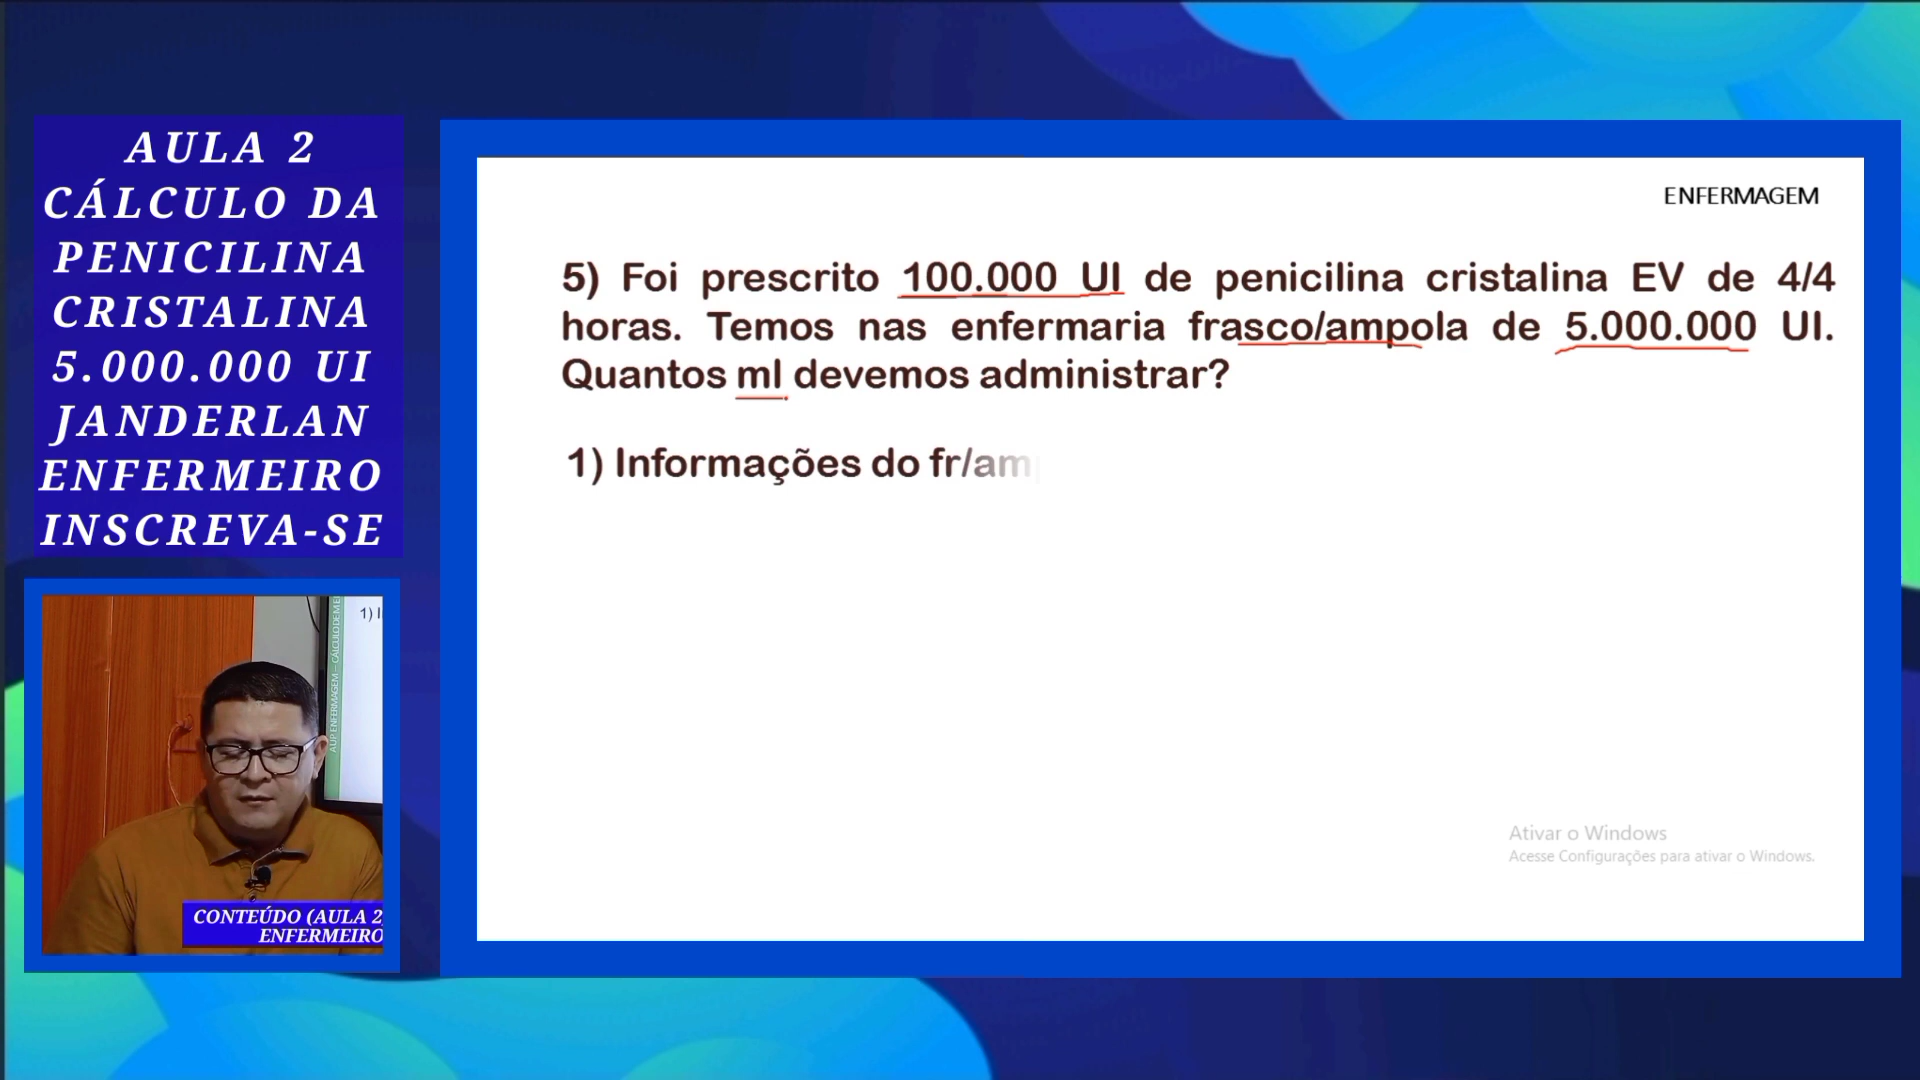 AULA 2
CÁLCULO DA
PENICILINA
CRISTALINA
5.000.000 UI
JANDERLAN
ENFERMEIRO
INSCREVA-SE
ENFERMAGEM
5) Foi prescrito 100.000 UI de penicilina cristalina EV de 4/4
horas. Temos nas enfermaria frasco/ampola de 5.000.000 UI.
Quantos ml devemos administrar?
1) Informações do fr/am
Ativar o Windows
Acesse Configurações para ativar o Windows.
1) I
CONTEÚDO (AULA 2
ENFERMEIRO